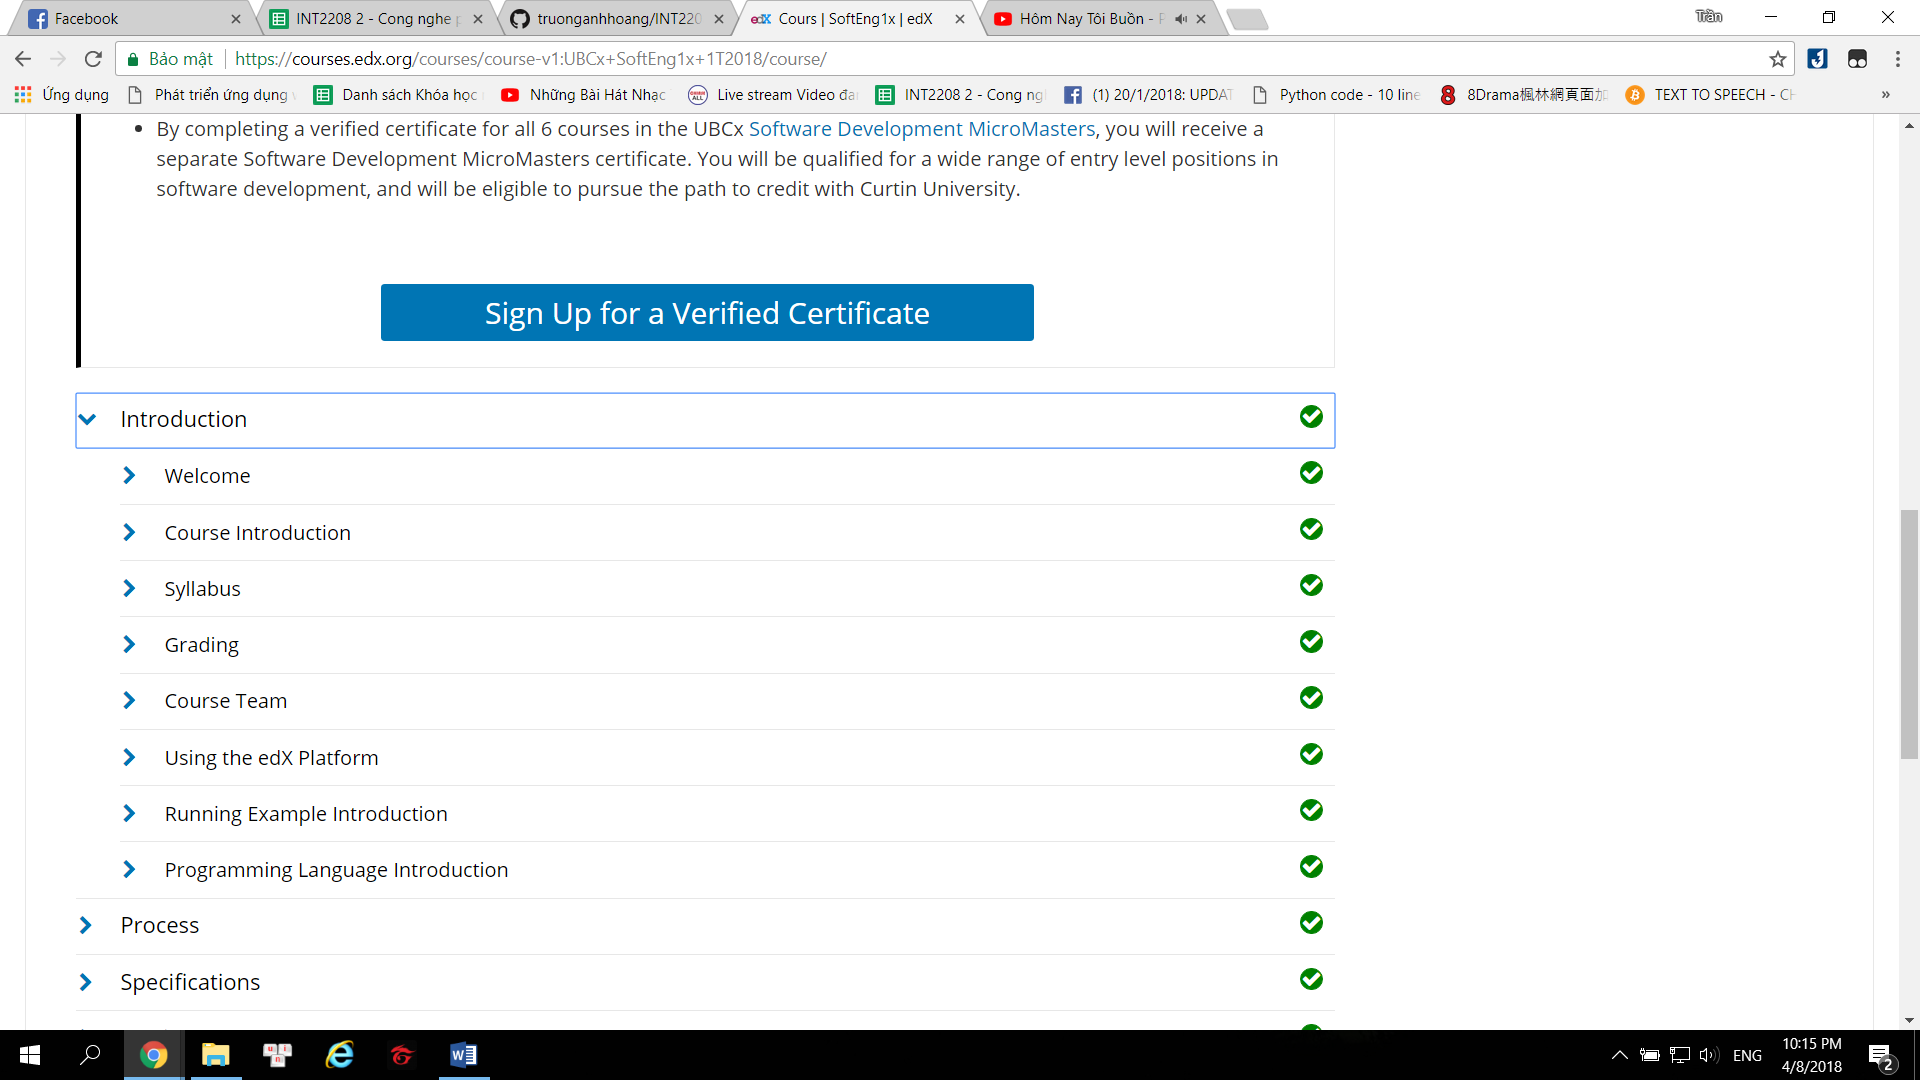 Facebook
INT2208 2 - Cong nghe
truonganhhoang/INT220
edX Cours | SoftEng1x | edX
Hôm Nay Tôi Buồn -
Trần
Bảo mật
https://courses.edx.org/courses/course-v1:UBCx+SoftEng1x+1T2018/course/
Ứng dụng
Phát triển ứng dụng
Danh sách Khóa học
Những Bài Hát Nhạc
Live stream Video đa
INT2208 2 - Cong ng
(1) 20/1/2018: UPDAT
Python code - 10 line
8Drama楓林網頁面加
TEXT TO SPEECH - CH
»
• By completing a verified certificate for all 6 courses in the UBCx Software Development MicroMasters, you will receive a
separate Software Development MicroMasters certificate. You will be qualified for a wide range of entry level positions in
software development, and will be eligible to pursue the path to credit with Curtin University.
Sign Up for a Verified Certificate
Introduction
Welcome
Course Introduction
Syllabus
Grading
Course Team
Using the edX Platform
Running Example Introduction
Programming Language Introduction
Process
Specifications
ENG
10:15 PM
4/8/2018
2